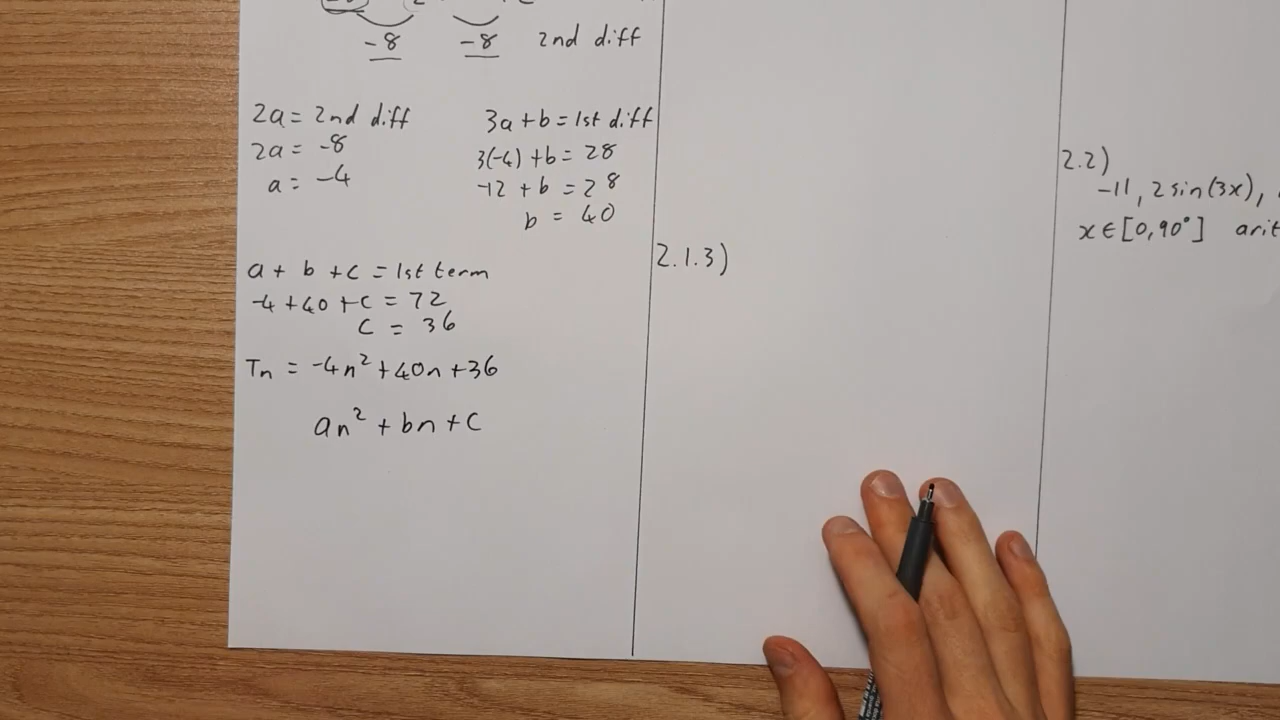 -8 -8 2nd diff
2a = 2nd diff
2a = -8
a = -4
3a + b = 1st diff
3(-4) + b = 28
-12 + b = 28
b = 40
a + b + c = 1st term
-4 + 40 + c = 72
c = 36
Tn = -4n² + 40n + 36
an² + bn + c
2.1.3)
2.2)
-11, 2 sin(3x),
x ∈ [0, 90°] arit